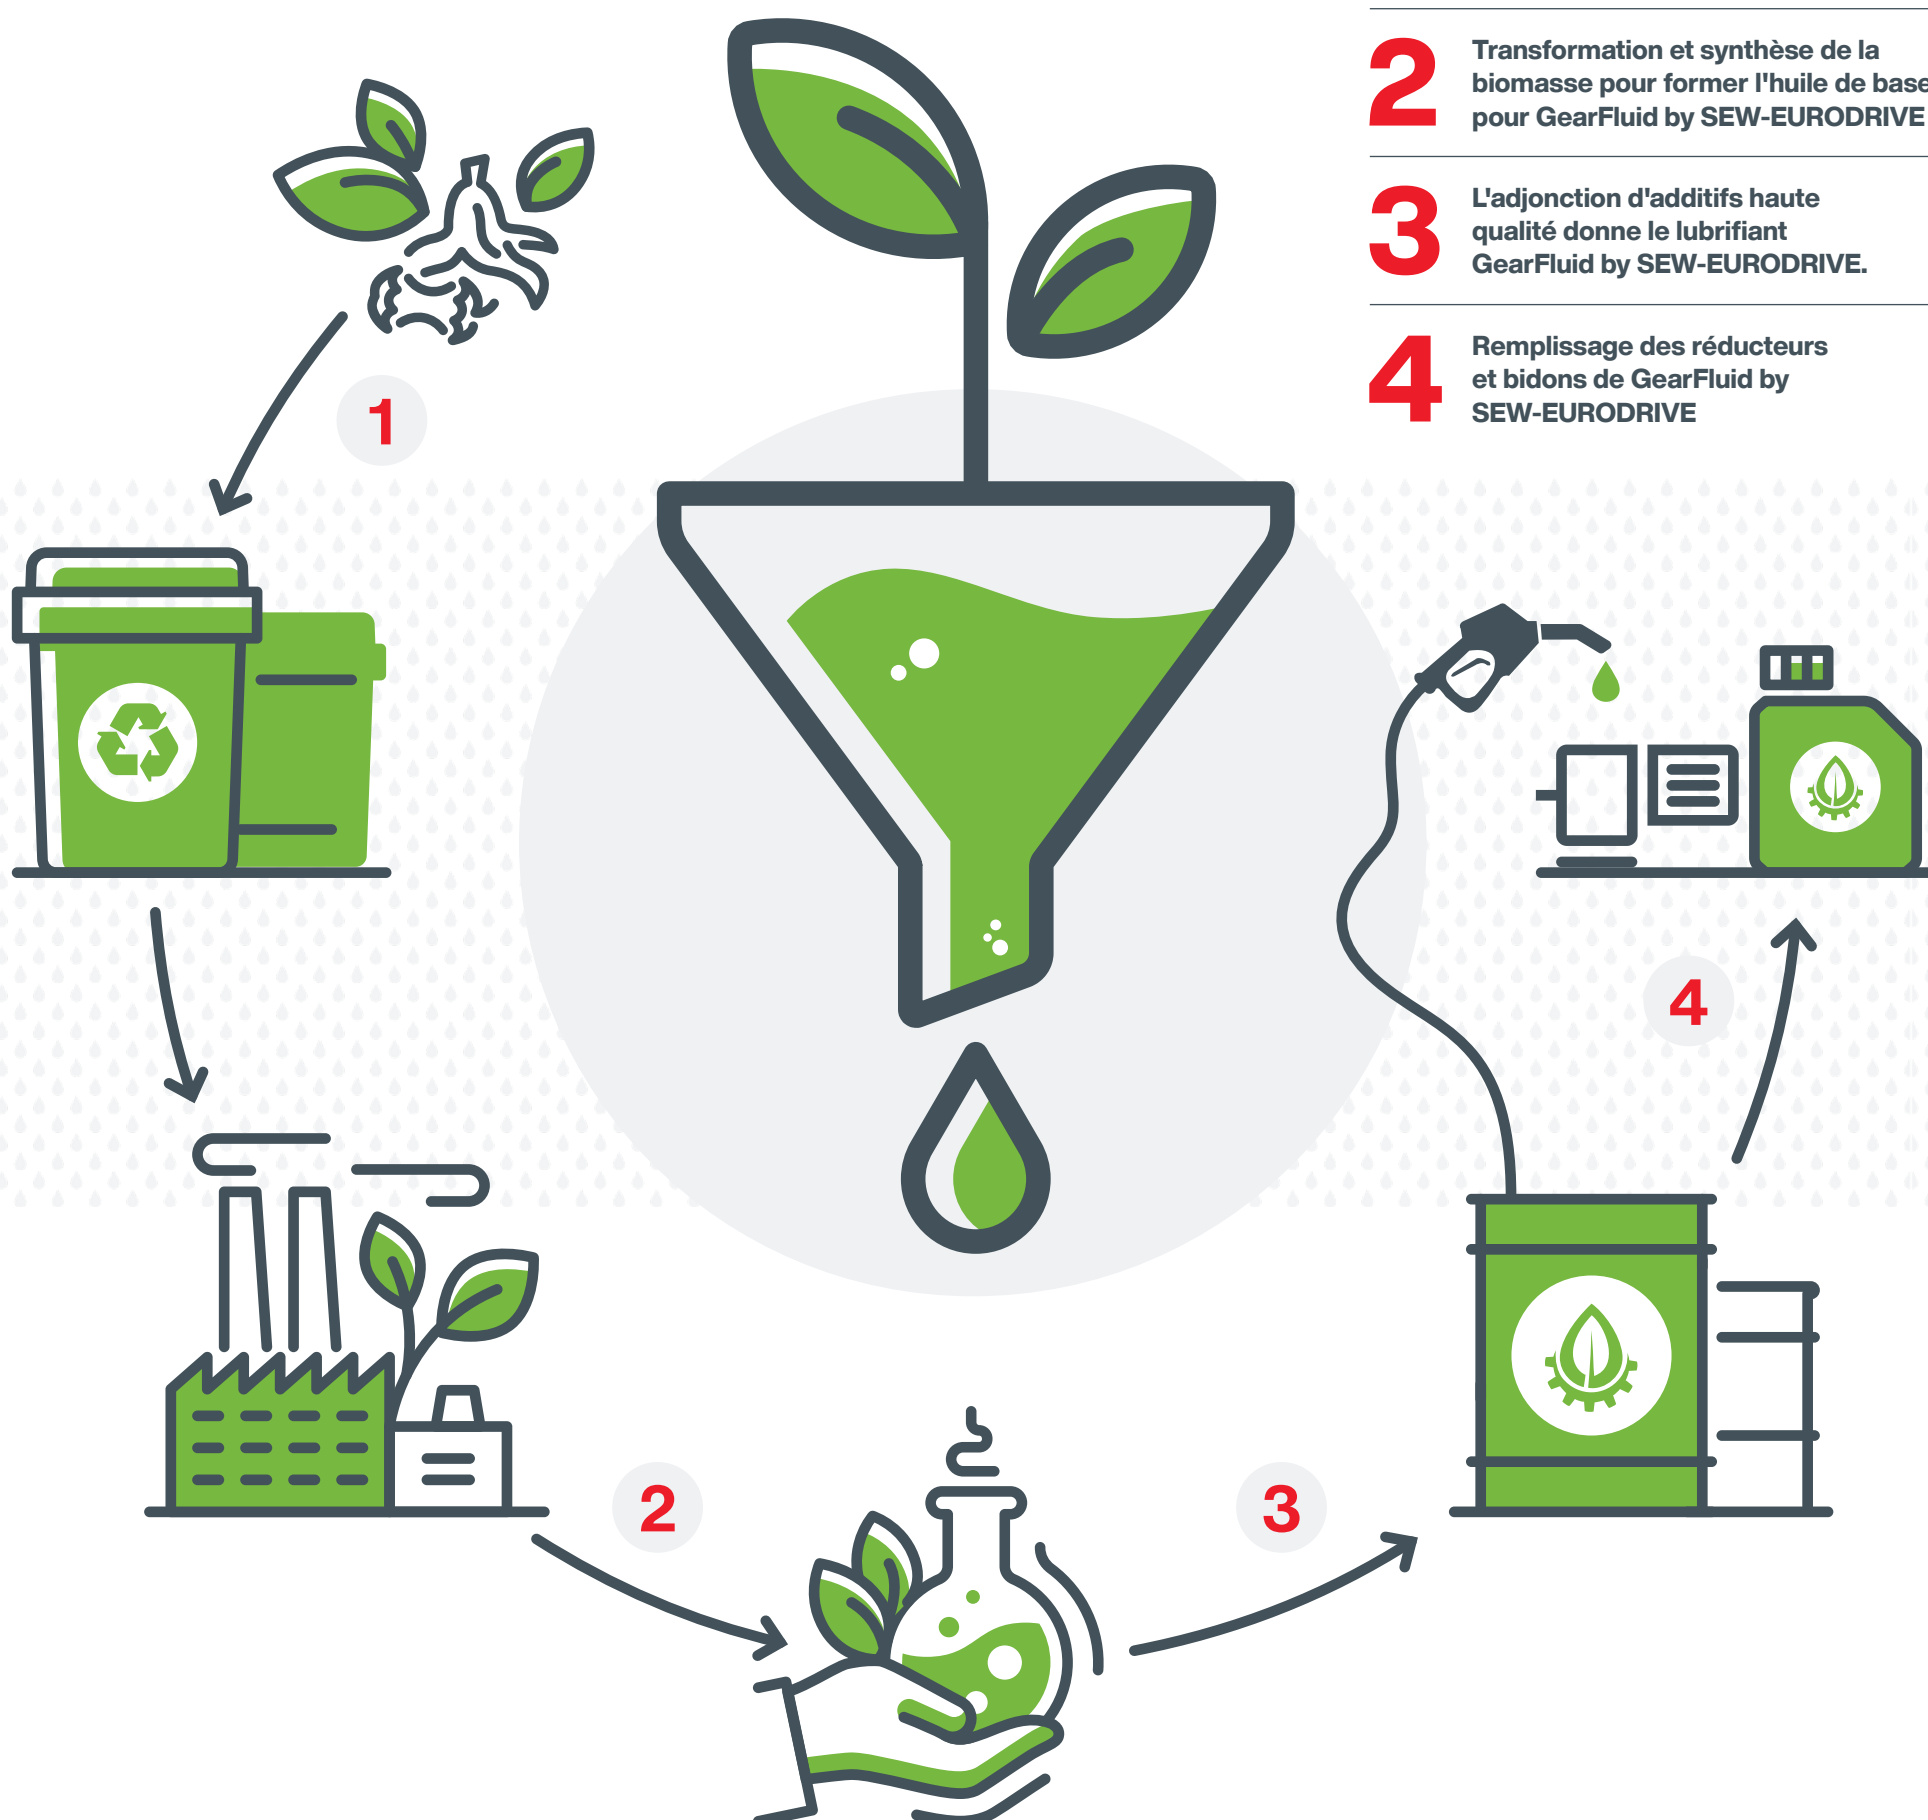 2
Transformation et synthèse de la
biomasse pour former l'huile de base
pour GearFluid by SEW-EURODRIVE
3
L'adjonction d'additifs haute
qualité donne le lubrifiant
GearFluid by SEW-EURODRIVE.
4
Remplissage des réducteurs
et bidons de GearFluid by
SEW-EURODRIVE
1
4
2
3